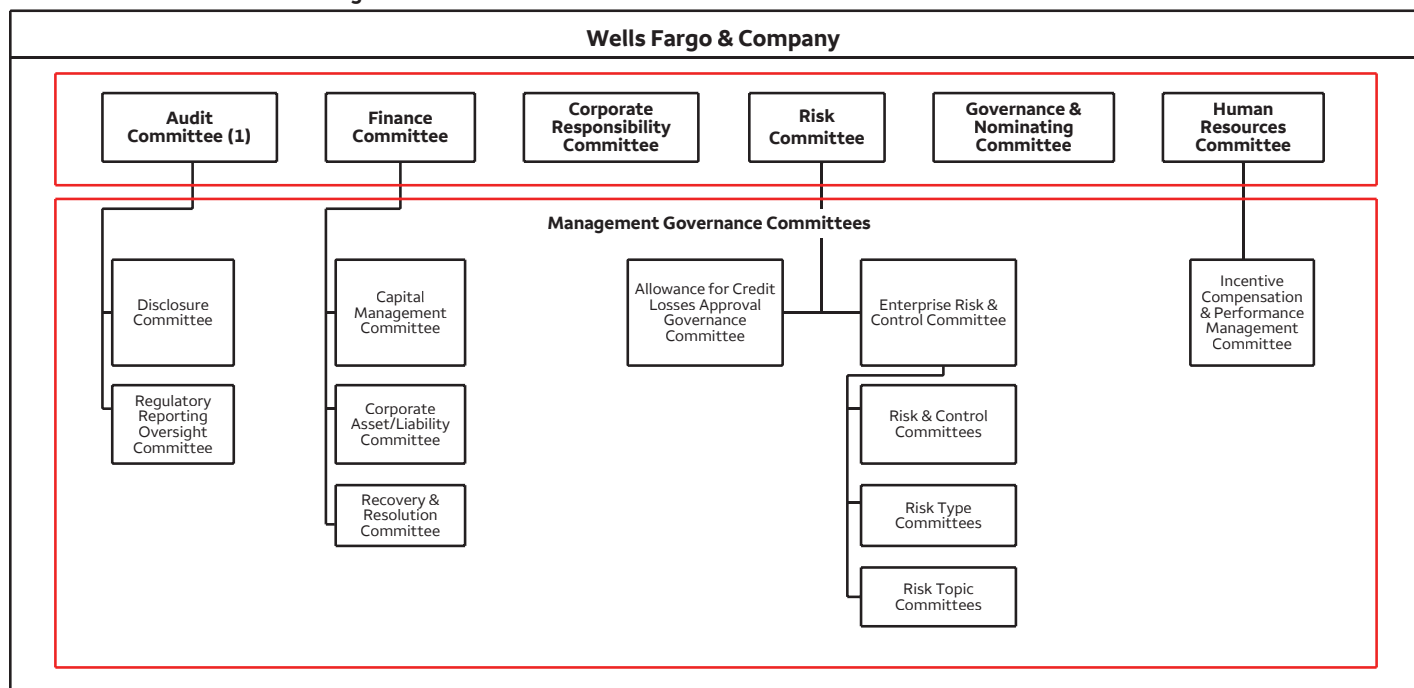 Wells Fargo & Company
Audit
Committee (1)
Finance
Committee
Corporate
Responsibility
Committee
Risk
Committee
Governance &
Nominating
Committee
Human
Resources
Committee
Management Governance Committees
Disclosure
Committee
Capital
Management
Committee
Allowance for Credit
Losses Approval
Governance
Committee
Enterprise Risk &
Control Committee
Incentive
Compensation
& Performance
Management
Committee
Regulatory
Reporting
Oversight
Committee
Corporate
Asset/Liability
Committee
Risk & Control
Committees
Recovery &
Resolution
Committee
Risk Type
Committees
Risk Topic
Committees